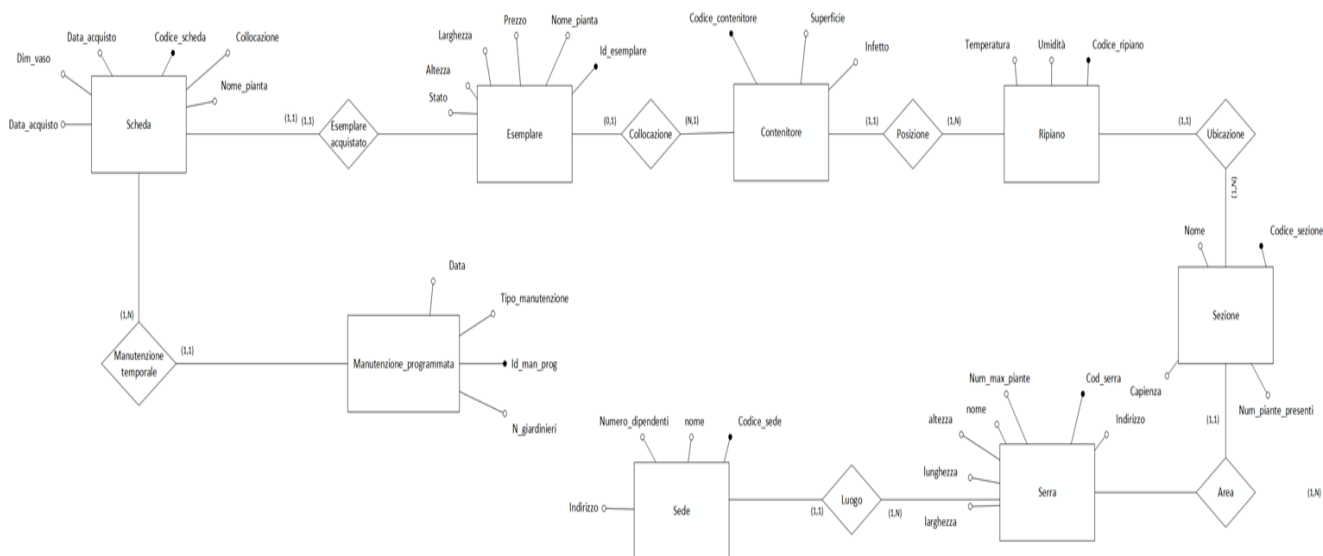 Data_acquisto
Codice_scheda
Collocazione
Dim_vaso
Nome_pianta
Data_acquisto
Scheda
(1,1)
(1,1)
Esemplare
acquistato
Prezzo
Nome_pianta
Larghezza
Id_esemplare
Altezza
Stato
Esemplare
(0,1)
Collocazione
(N,1)
Codice_contenitore
Superficie
Infetto
Contenitore
(1,1)
Posizione
(1,N)
Temperatura
Umidità
Codice_ripiano
Ripiano
(1,1)
Ubicazione
(1,N)
Nome
Codice_sezione
Sezione
Capienza
Num_piante_presenti
(1,1)
Area
(1,N)
(1,N)
Manutenzione
temporale
(1,1)
Data
Tipo_manutenzione
Manutenzione_programmata
Id_man_prog
N_giardinieri
Numero_dipendenti
nome
Codice_sede
Indirizzo
Sede
(1,1)
Luogo
(1,N)
Num_max_piante
Cod_serra
nome
altezza
Indirizzo
lunghezza
Serra
larghezza